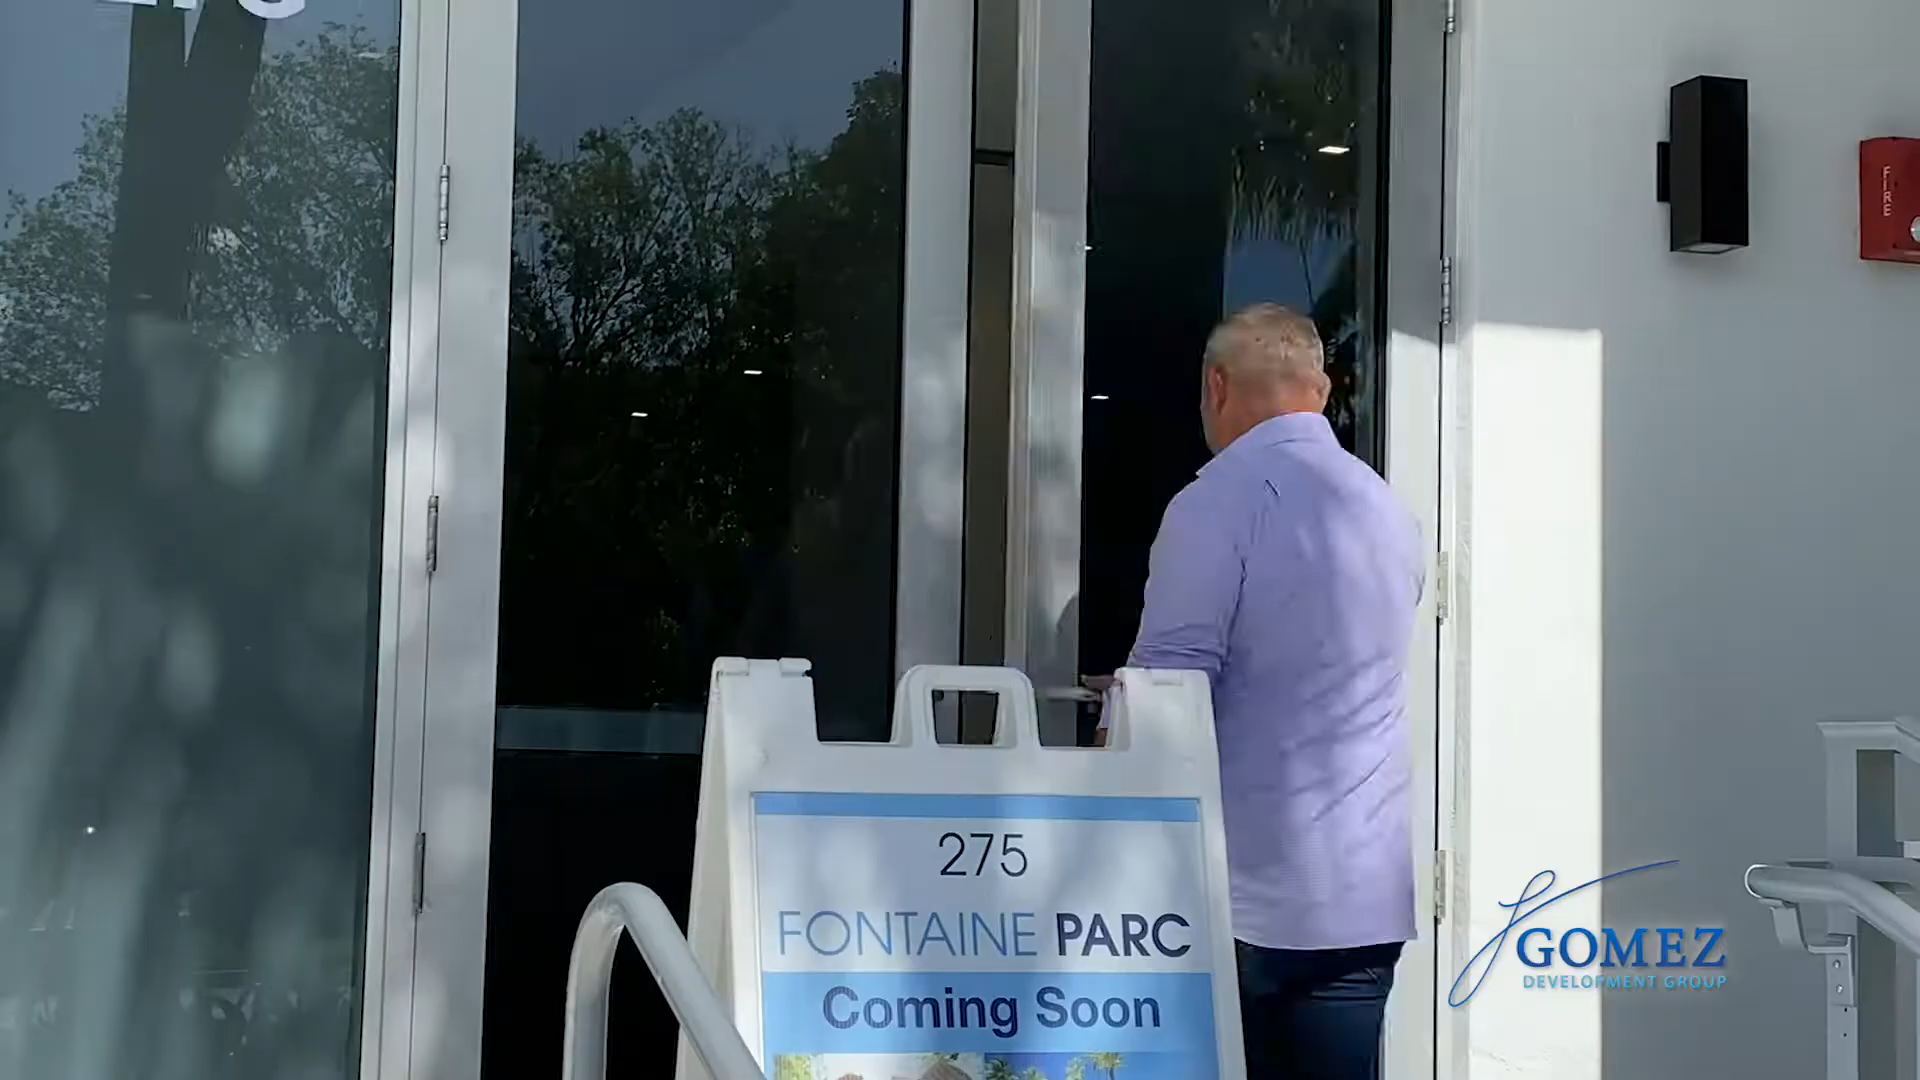 FIRE
275
FONTAINE PARC
Coming Soon
GOMEZ
DEVELOPMENT GROUP